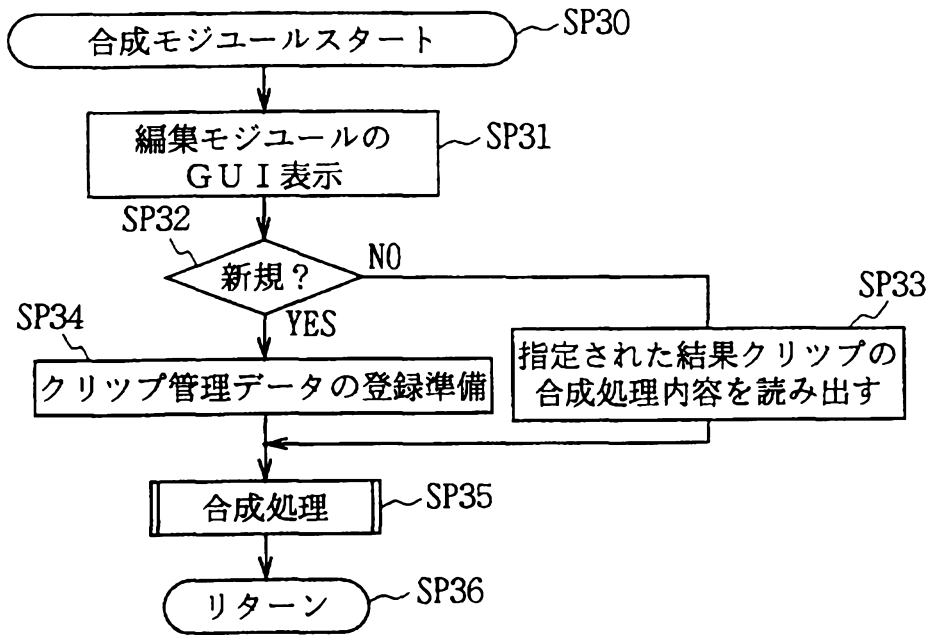 合成モジユールスタート
SP30
編集モジユールの
ＧＵＩ表示
SP31
SP32
新規？
NO
YES
SP33
指定された結果クリツプの
合成処理内容を読み出す
SP34
クリツプ管理データの登録準備
合成処理
SP35
リターン
SP36